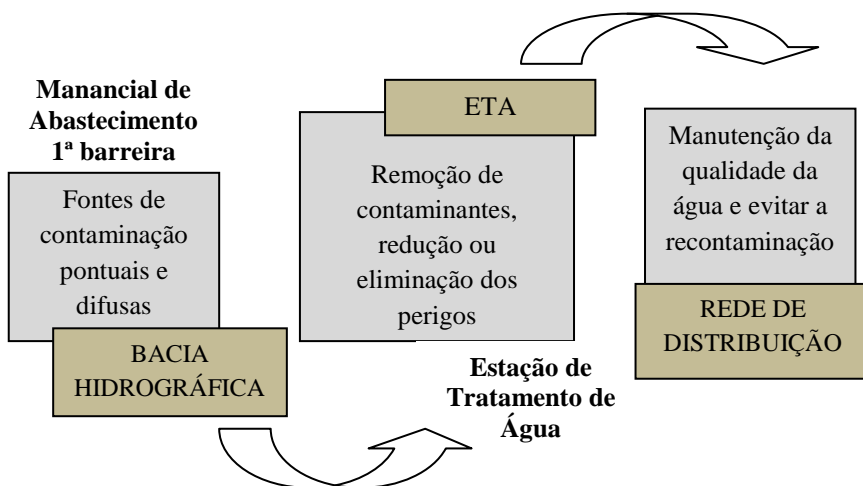 Manancial de
Abastecimento
1ª barreira
Fontes de
contaminação
pontuais e
difusas
BACIA
HIDROGRÁFICA
ETA
Remoção de
contaminantes,
redução ou
eliminação dos
perigos
Estação de
Tratamento de
Água
Manutenção da
qualidade da
água e evitar a
recontaminação
REDE DE
DISTRIBUIÇÃO